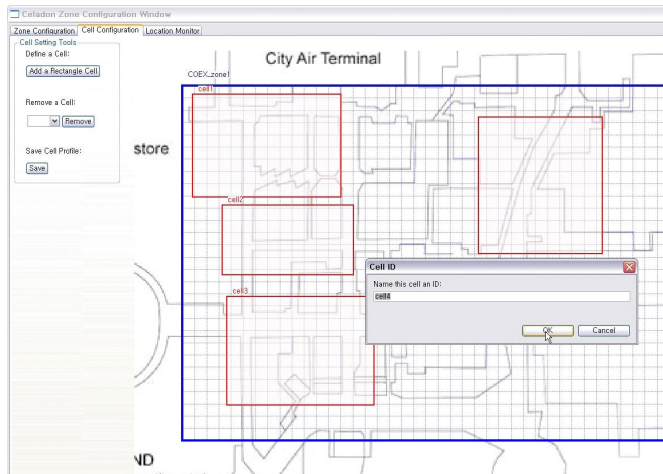 Celadon Zone Configuration Window
Zone Configuration
Cell Configuration
Location Monitor
Cell Setting Tools
Define a Cell:
Add a Rectangle Cell
Remove a Cell:
Remove
Save Cell Profile:
Save
City Air Terminal
COEX_zone1
cell1
store
cell2
Cell ID
Name this cell an ID:
cell4
OK
Cancel
cell3
ND